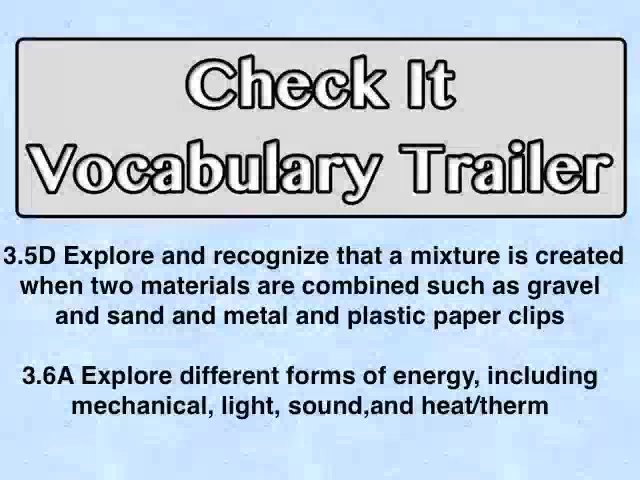 Check It
Vocabulary Trailer
3.5D Explore and recognize that a mixture is created
when two materials are combined such as gravel
and sand and metal and plastic paper clips
3.6A Explore different forms of energy, including
mechanical, light, sound,and heat/therm